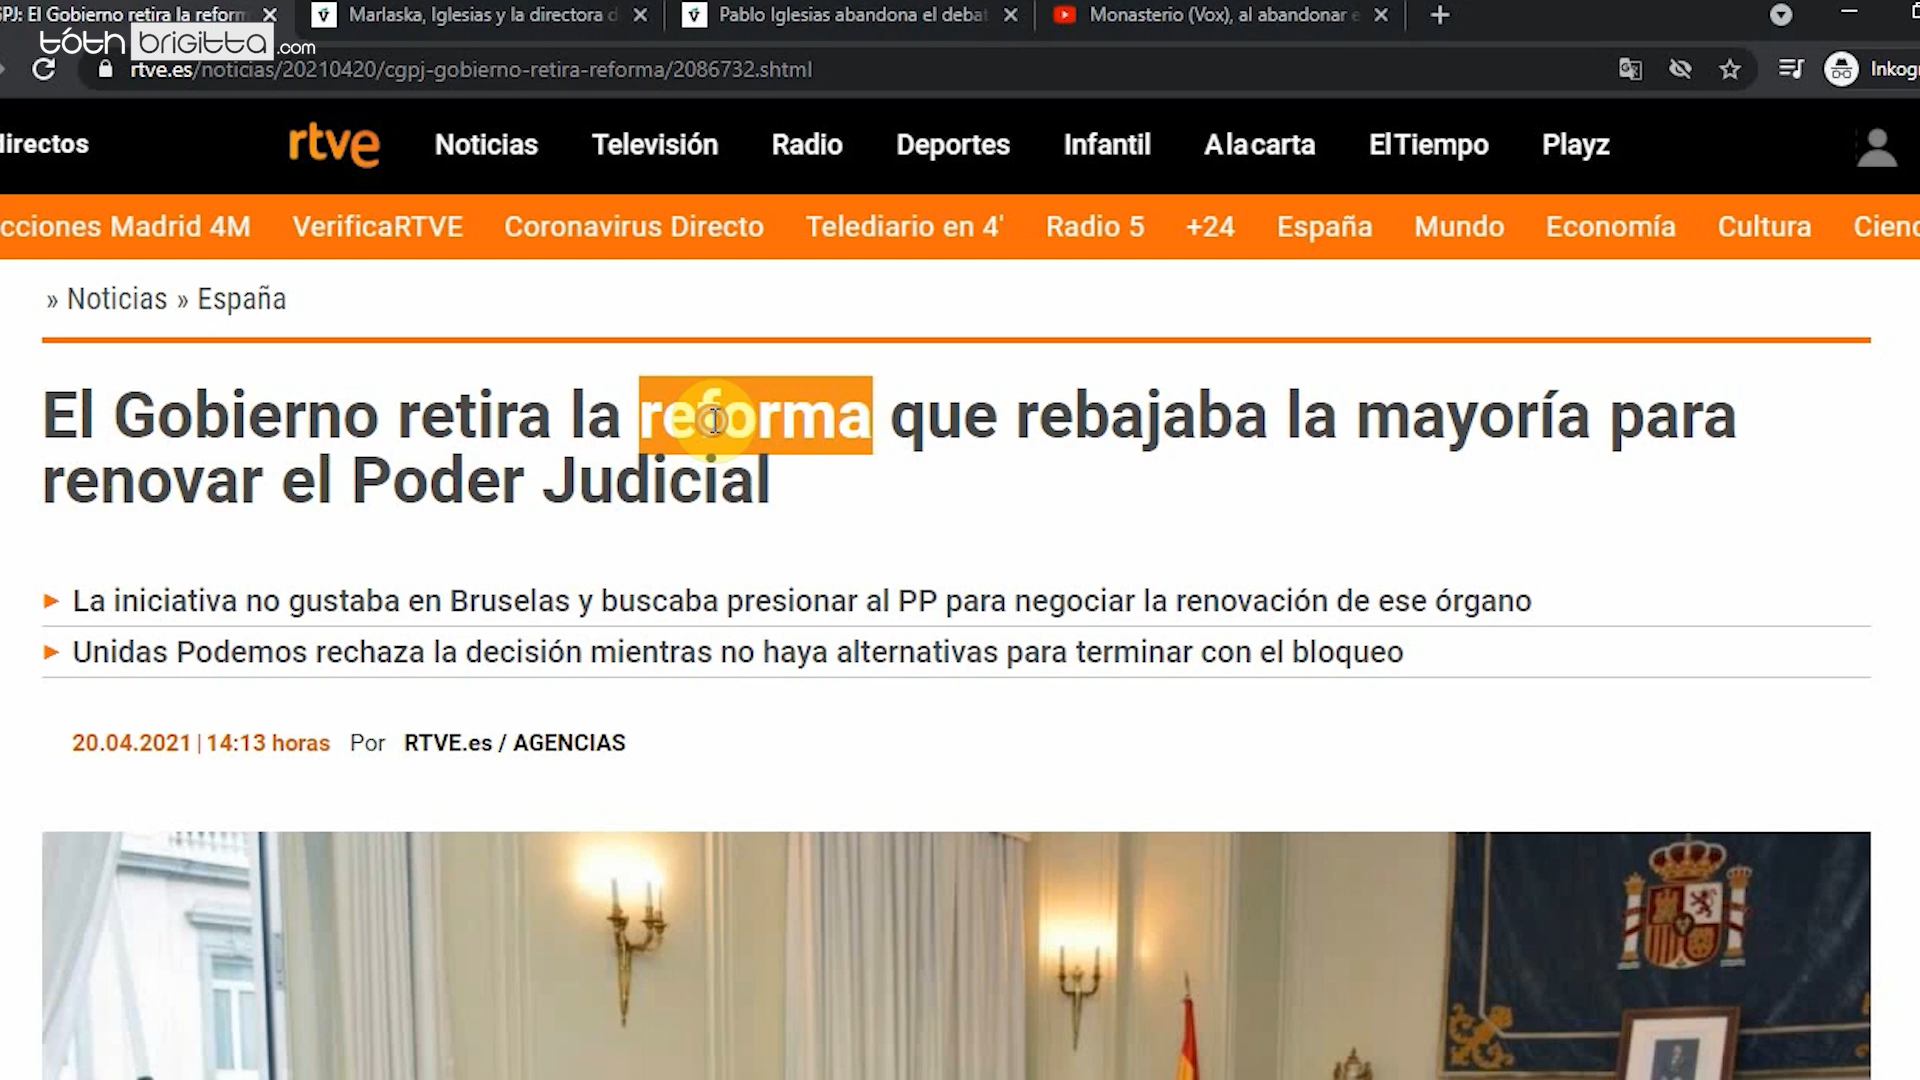 PJ: El Gobierno retira la reform
Marlaska, Iglesias y la directora d
Pablo Iglesias abandona el debat
Monasterio (Vox), al abandonar e
tóth brigitta .com
rtve.es/noticias/20210420/cgpj-gobierno-retira-reforma/2086732.shtml
Inkog
directos
rtve
Noticias
Televisión
Radio
Deportes
Infantil
Alacarta
ElTiempo
Playz
cciones Madrid 4M
VerificaRTVE
Coronavirus Directo
Telediario en 4'
Radio 5
+24
España
Mundo
Economía
Cultura
Cienc
» Noticias » España
El Gobierno retira la reforma que rebajaba la mayoría para
renovar el Poder Judicial
La iniciativa no gustaba en Bruselas y buscaba presionar al PP para negociar la renovación de ese órgano
Unidas Podemos rechaza la decisión mientras no haya alternativas para terminar con el bloqueo
20.04.2021 | 14:13 horas Por RTVE.es / AGENCIAS